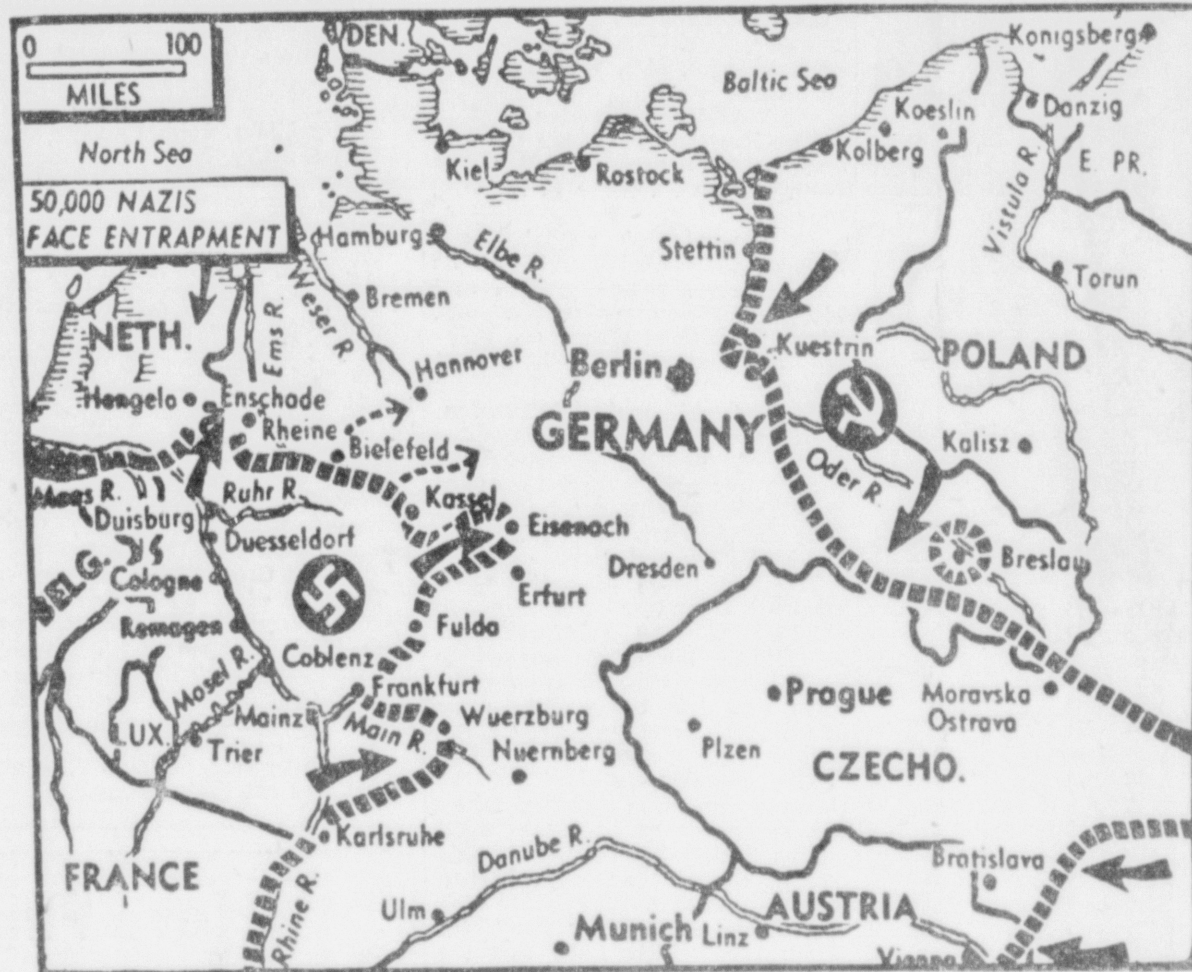 0 100
MILES
DEN.
Konigsberg
Baltic Sea
Koeslin
Danzig
North Sea
Kiel
Rostock
Kolberg
E. PR.
Vistula R.
50,000 NAZIS
FACE ENTRAPMENT
Hamburg
Elbe R.
Stettin
Torun
Weser R
Bremen
Ems R.
NETH.
Hannover
Berlin
Kuestrin
POLAND
Hengelo
Enschade
Rheine
Bielefeld
GERMANY
Kalisz
Oder R.
Maas R.
Ruhr R.
Kassel
Duisburg
Duesseldorf
Eisenach
BELG.
Cologne
Dresden
Breslau
Erfurt
Remagen
Fulda
Coblenz
Mosel R.
Frankfurt
Prague
Moravska
Ostrava
Mainz
Main R.
Wuerzburg
LUX.
Trier
Nuernberg
Plzen
CZECHO.
Karlsruhe
Danube R.
Bratislava
FRANCE
Rhine R.
Ulm
Munich
Linz
AUSTRIA
Vienna